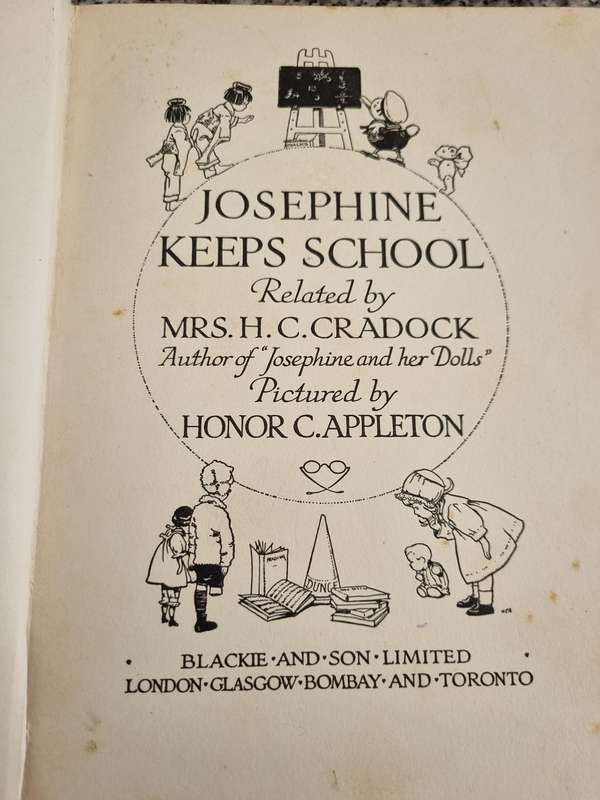 JOSEPHINE
KEEPS SCHOOL
Related by
MRS. H. C. CRADOCK
Author of "Josephine and her Dolls"
Pictured by
HONOR C. APPLETON
DUNCE
BLACKIE · AND · SON · LIMITED
LONDON · GLASGOW · BOMBAY · AND · TORONTO